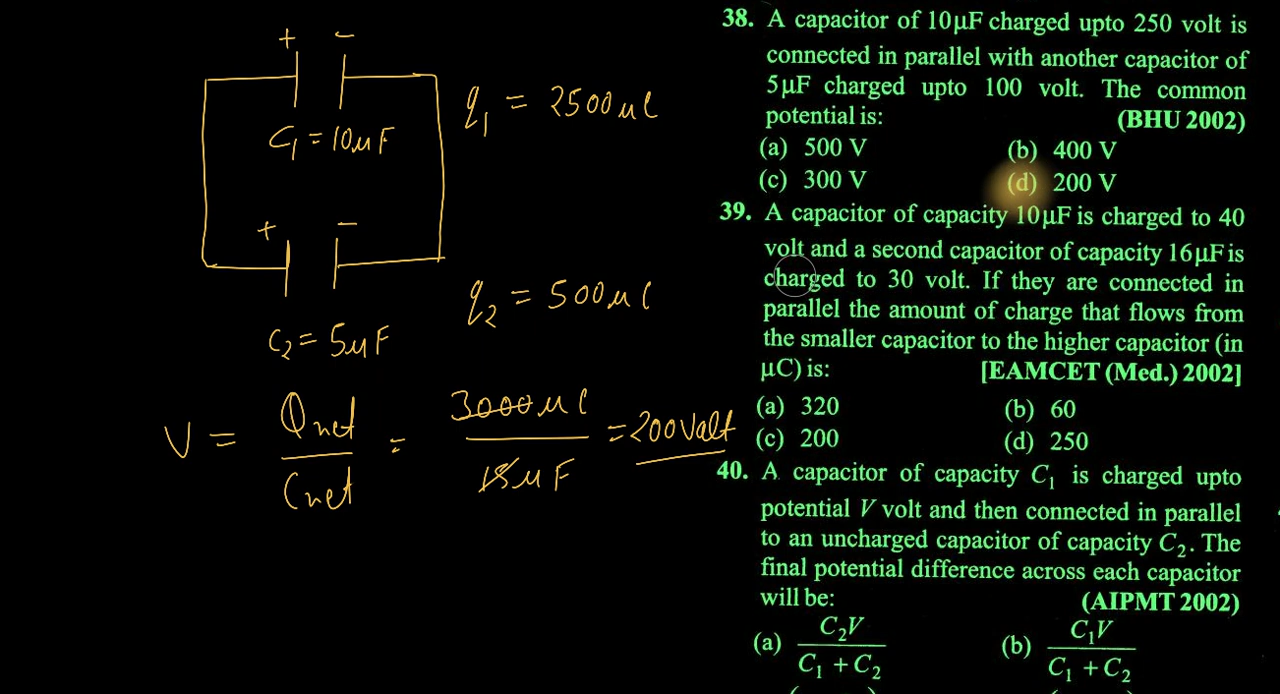 + -
C₁ = 10μF
q₁ = 2500μC
+ -
C₂ = 5μF
q₂ = 500μC
V = Qnet / Cnet = 3000μC / 15μF = 200Volt
38. A capacitor of 10μF charged upto 250 volt is
connected in parallel with another capacitor of
5μF charged upto 100 volt. The common
potential is: (BHU 2002)
(a) 500 V (b) 400 V
(c) 300 V (d) 200 V
39. A capacitor of capacity 10μF is charged to 40
volt and a second capacitor of capacity 16μF is
charged to 30 volt. If they are connected in
parallel the amount of charge that flows from
the smaller capacitor to the higher capacitor (in
μC) is: [EAMCET (Med.) 2002]
(a) 320 (b) 60
(c) 200 (d) 250
40. A capacitor of capacity C₁ is charged upto
potential V volt and then connected in parallel
to an uncharged capacitor of capacity C₂. The
final potential difference across each capacitor
will be: (AIPMT 2002)
(a) C₂V / C₁ + C₂ (b) C₁V / C₁ + C₂